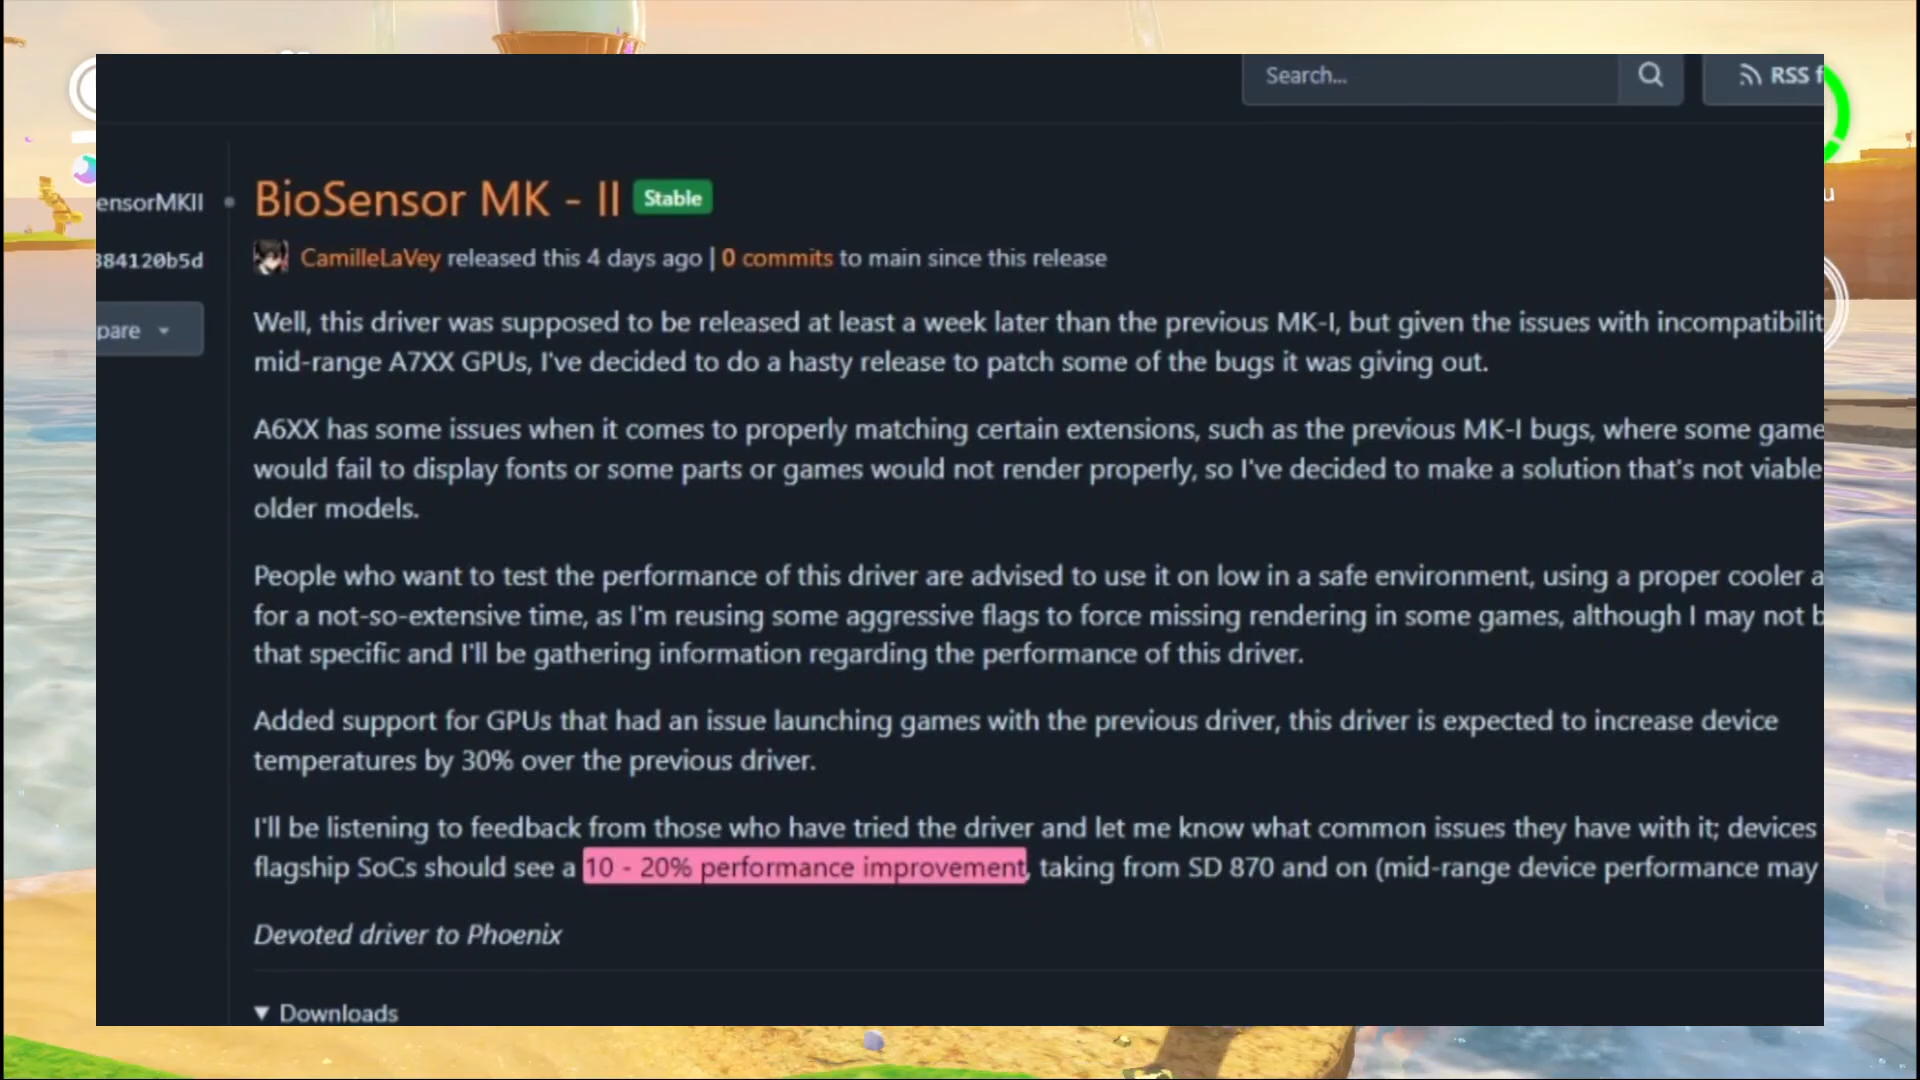 Search...
RSS f
ensorMKII
BioSensor MK - II Stable
384120b5d
CamilleLaVey released this 4 days ago | 0 commits to main since this release
pare
Well, this driver was supposed to be released at least a week later than the previous MK-I, but given the issues with incompatibilit
mid-range A7XX GPUs, I've decided to do a hasty release to patch some of the bugs it was giving out.
A6XX has some issues when it comes to properly matching certain extensions, such as the previous MK-I bugs, where some game
would fail to display fonts or some parts or games would not render properly, so I've decided to make a solution that's not viable
older models.
People who want to test the performance of this driver are advised to use it on low in a safe environment, using a proper cooler a
for a not-so-extensive time, as I'm reusing some aggressive flags to force missing rendering in some games, although I may not b
that specific and I'll be gathering information regarding the performance of this driver.
Added support for GPUs that had an issue launching games with the previous driver, this driver is expected to increase device
temperatures by 30% over the previous driver.
I'll be listening to feedback from those who have tried the driver and let me know what common issues they have with it; devices
flagship SoCs should see a 10 - 20% performance improvement, taking from SD 870 and on (mid-range device performance may
Devoted driver to Phoenix
Downloads